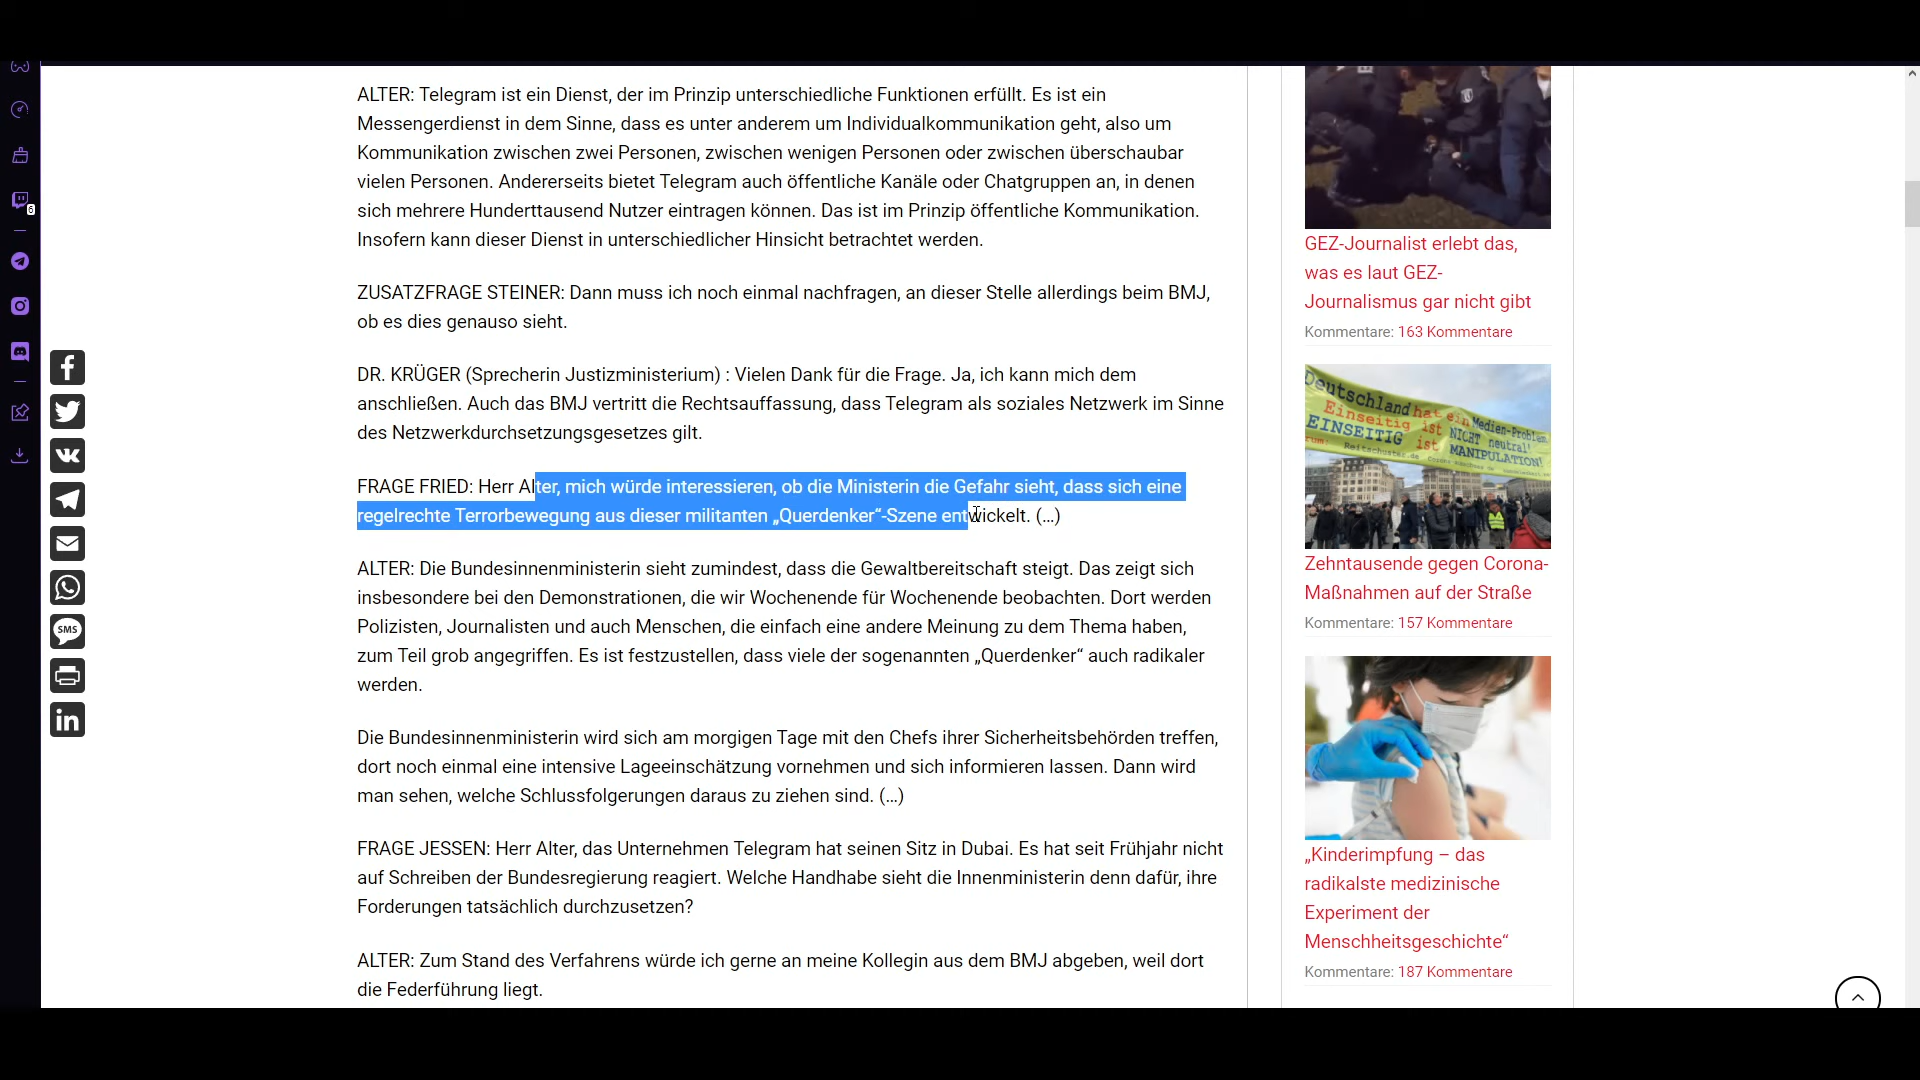 ALTER: Telegram ist ein Dienst, der im Prinzip unterschiedliche Funktionen erfüllt. Es ist ein
Messengerdienst in dem Sinne, dass es unter anderem um Individualkommunikation geht, also um
Kommunikation zwischen zwei Personen, zwischen wenigen Personen oder zwischen überschaubar
vielen Personen. Andererseits bietet Telegram auch öffentliche Kanäle oder Chatgruppen an, in denen
sich mehrere Hunderttausend Nutzer eintragen können. Das ist im Prinzip öffentliche Kommunikation.
Insofern kann dieser Dienst in unterschiedlicher Hinsicht betrachtet werden.
ZUSATZFRAGE STEINER: Dann muss ich noch einmal nachfragen, an dieser Stelle allerdings beim BMJ,
ob es dies genauso sieht.
DR. KRÜGER (Sprecherin Justizministerium) : Vielen Dank für die Frage. Ja, ich kann mich dem
anschließen. Auch das BMJ vertritt die Rechtsauffassung, dass Telegram als soziales Netzwerk im Sinne
des Netzwerkdurchsetzungsgesetzes gilt.
FRAGE FRIED: Herr Alter, mich würde interessieren, ob die Ministerin die Gefahr sieht, dass sich eine
regelrechte Terrorbewegung aus dieser militanten „Querdenker“-Szene entwickelt. (…)
ALTER: Die Bundesinnenministerin sieht zumindest, dass die Gewaltbereitschaft steigt. Das zeigt sich
insbesondere bei den Demonstrationen, die wir Wochenende für Wochenende beobachten. Dort werden
Polizisten, Journalisten und auch Menschen, die einfach eine andere Meinung zu dem Thema haben,
zum Teil grob angegriffen. Es ist festzustellen, dass viele der sogenannten „Querdenker“ auch radikaler
werden.
Die Bundesinnenministerin wird sich am morgigen Tage mit den Chefs ihrer Sicherheitsbehörden treffen,
dort noch einmal eine intensive Lageeinschätzung vornehmen und sich informieren lassen. Dann wird
man sehen, welche Schlussfolgerungen daraus zu ziehen sind. (…)
FRAGE JESSEN: Herr Alter, das Unternehmen Telegram hat seinen Sitz in Dubai. Es hat seit Frühjahr nicht
auf Schreiben der Bundesregierung reagiert. Welche Handhabe sieht die Innenministerin denn dafür, ihre
Forderungen tatsächlich durchzusetzen?
ALTER: Zum Stand des Verfahrens würde ich gerne an meine Kollegin aus dem BMJ abgeben, weil dort
die Federführung liegt.
6
SMS
GEZ-Journalist erlebt das,
was es laut GEZ-
Journalismus gar nicht gibt
Kommentare: 163 Kommentare
Deutschland hat ein Medien-Problem
Einseitig ist NICHT neutral!
EINSEITIG ist MANIPULATION!
Reitschuster.de
Zehntausende gegen Corona-
Maßnahmen auf der Straße
Kommentare: 157 Kommentare
„Kinderimpfung – das
radikalste medizinische
Experiment der
Menschheitsgeschichte“
Kommentare: 187 Kommentare